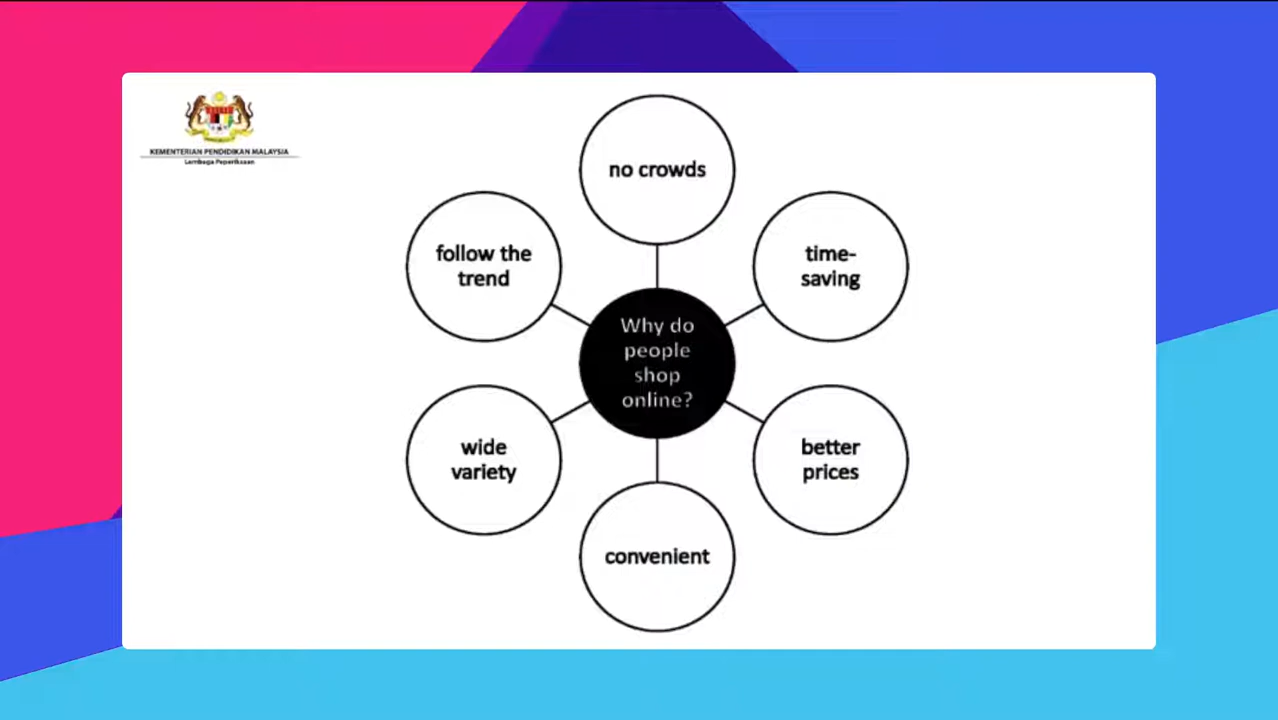 KEMENTERIAN PENDIDIKAN MALAYSIA
Lembaga Peperiksaan
no crowds
follow the
trend
time-
saving
Why do
people
shop
online?
wide
variety
better
prices
convenient